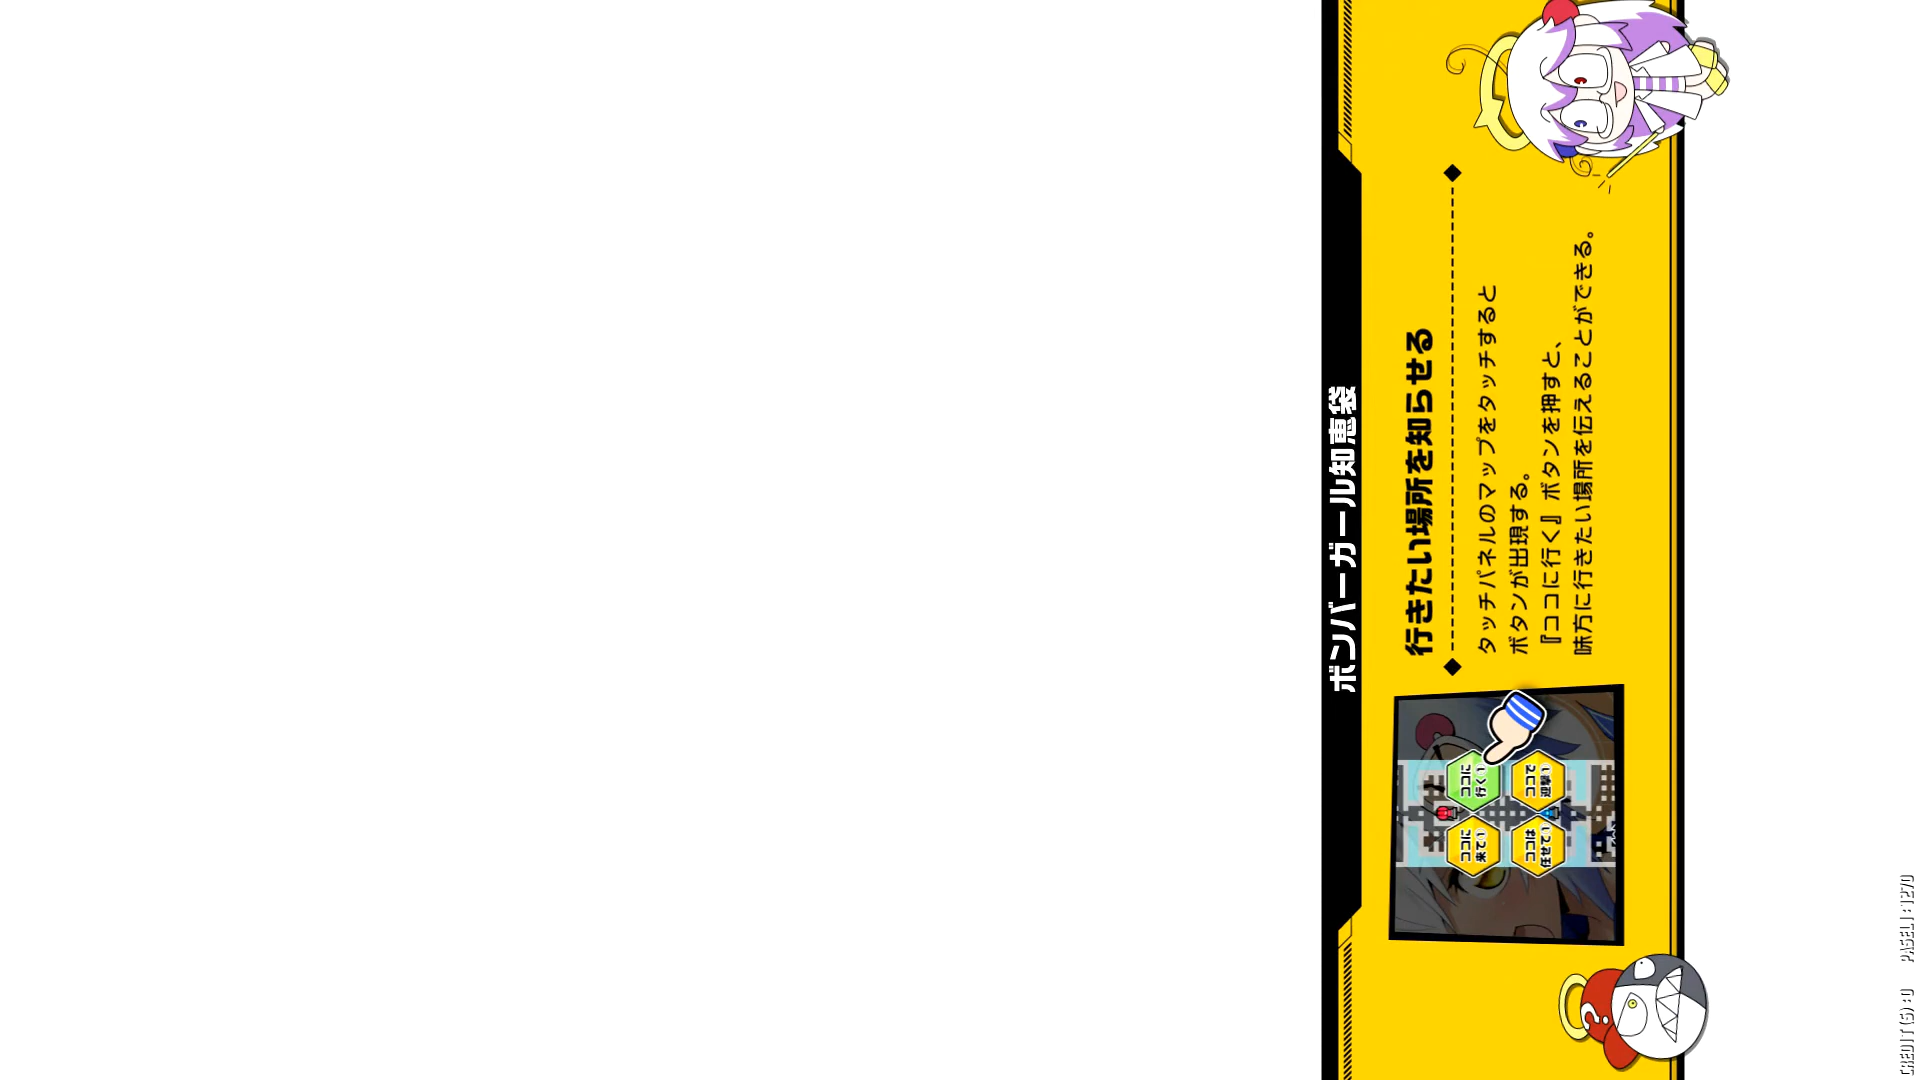 ボンバーガール知恵袋
行きたい場所を知らせる
タッチパネルのマップをタッチすると
ボタンが出現する。
『ココに行く』ボタンを押すと、
味方に行きたい場所を伝えることができる。
ココに
来て!
ココに
行く!
ココは
任せて!
ココで
迎撃!
?
CREDIT(S):0